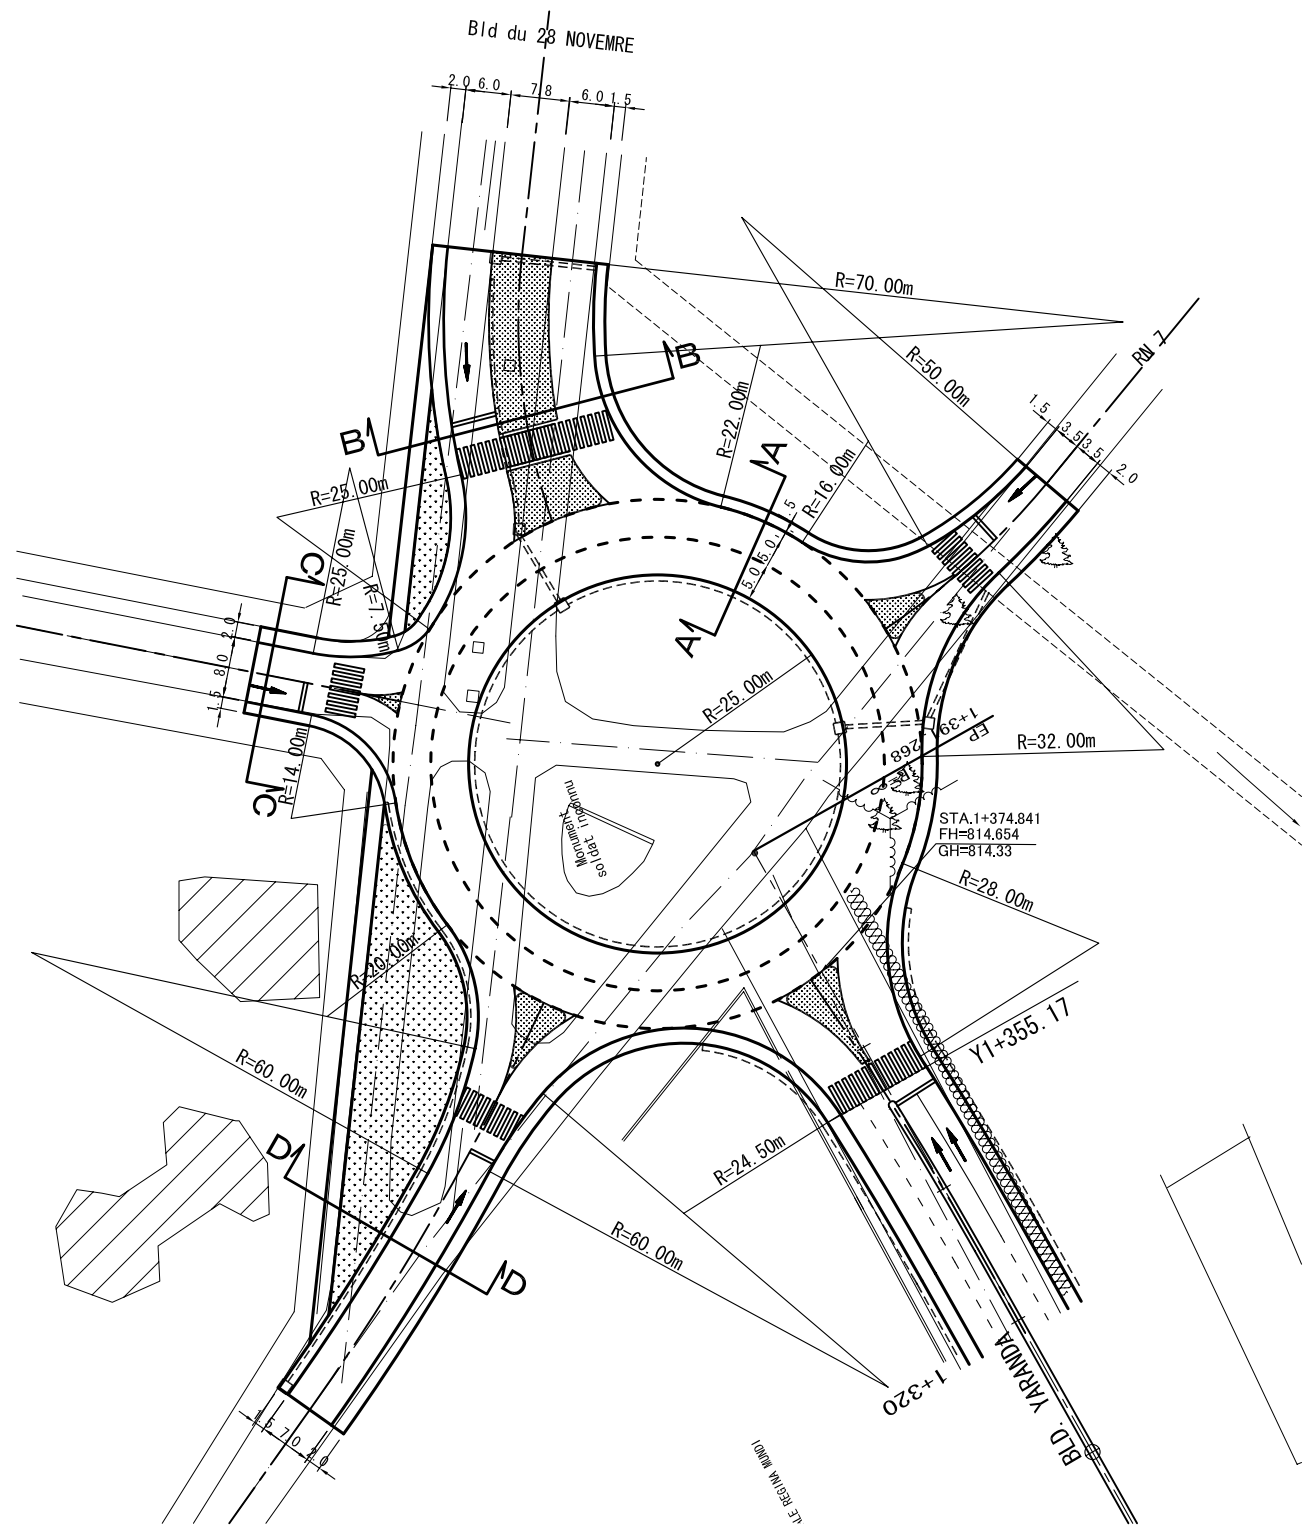 Bld du 28 NOVEMRE
2.0 6.0 7.8 6.0 1.5
R=70.00m
RN 7
R=50.00m
1.5 3.5 3.5 2.0
B
B
R=22.00m
A
R=16.00m
R=25.00m
5.0 5.0 1.5
C
R=25.00m
R=7.50m
A
2.0
8.0
1.5
R=25.00m
EP
R=32.00m
R=14.00m
C
Monument
soldat inconnu
STA.1+374.841
FH=814.654
GH=814.33
R=28.00m
R=20.00m
Y1+355.17
R=60.00m
D
R=24.50m
R=60.00m
D
1+320
BLD. YARANDA
1.5 7.0 2.0
REGINA MUNDI